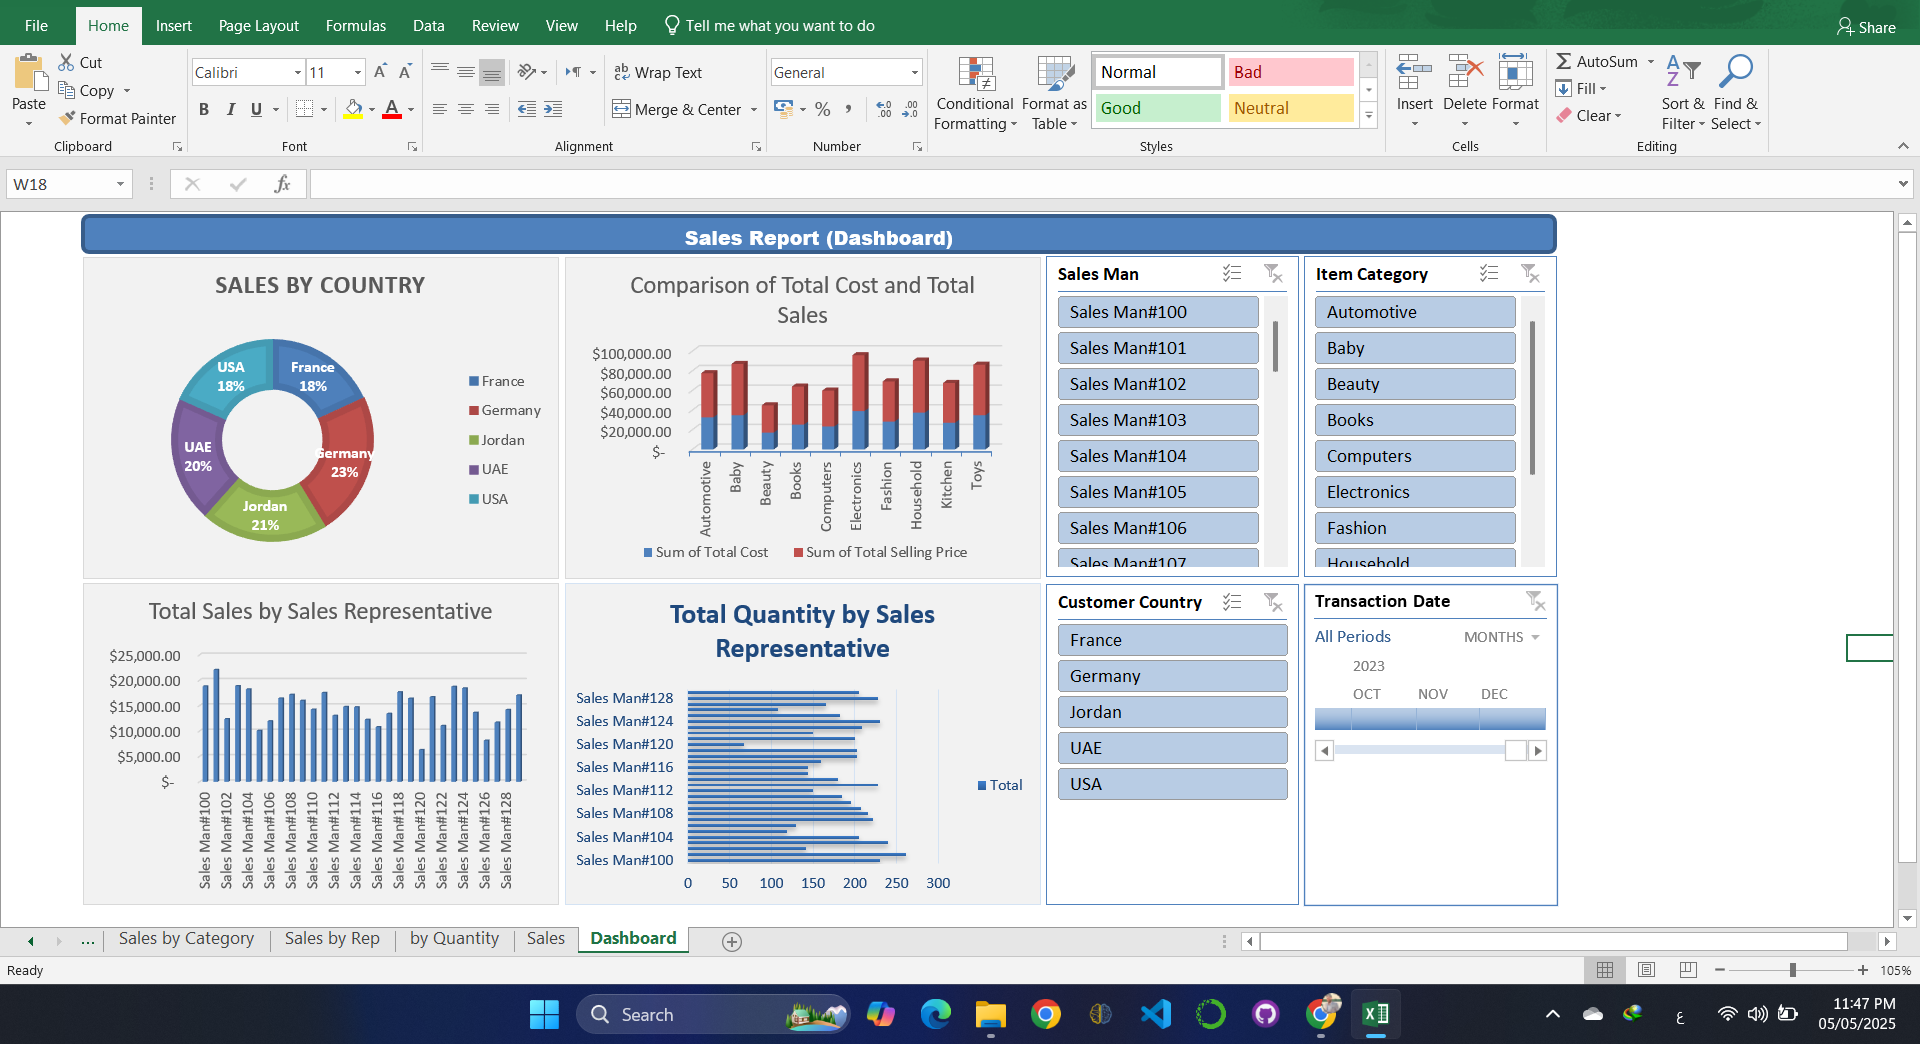 File Home Insert Page Layout Formulas Data Review View Help Tell me what you want to do Share
Paste
Cut
Copy
Format Painter
Clipboard
Calibri 11
B I U
Font
Wrap Text
Merge & Center
Alignment
General
%
Number
Conditional Formatting
Format as Table
Normal Bad
Good Neutral
Styles
Insert Delete Format
Cells
AutoSum
Fill
Clear
Sort & Filter
Find & Select
Editing
W18
fx
Sales Report (Dashboard)
SALES BY COUNTRY
USA
18%
France
18%
UAE
20%
Germany
23%
Jordan
21%
France
Germany
Jordan
UAE
USA
Comparison of Total Cost and Total
Sales
$100,000.00
$80,000.00
$60,000.00
$40,000.00
$20,000.00
$-
Automotive
Baby
Beauty
Books
Computers
Electronics
Fashion
Household
Kitchen
Toys
Sum of Total Cost Sum of Total Selling Price
Sales Man
Sales Man#100
Sales Man#101
Sales Man#102
Sales Man#103
Sales Man#104
Sales Man#105
Sales Man#106
Sales Man#107
Item Category
Automotive
Baby
Beauty
Books
Computers
Electronics
Fashion
Household
Total Sales by Sales Representative
$25,000.00
$20,000.00
$15,000.00
$10,000.00
$5,000.00
$-
Sales Man#100
Sales Man#102
Sales Man#104
Sales Man#106
Sales Man#108
Sales Man#110
Sales Man#112
Sales Man#114
Sales Man#116
Sales Man#118
Sales Man#120
Sales Man#122
Sales Man#124
Sales Man#126
Sales Man#128
Total Quantity by Sales
Representative
Sales Man#128
Sales Man#124
Sales Man#120
Sales Man#116
Sales Man#112
Sales Man#108
Sales Man#104
Sales Man#100
0 50 100 150 200 250 300
Total
Customer Country
France
Germany
Jordan
UAE
USA
Transaction Date
All Periods MONTHS
2023
OCT NOV DEC
... Sales by Category Sales by Rep by Quantity Sales Dashboard
Ready
105%
Search
ع
11:47 PM
05/05/2025